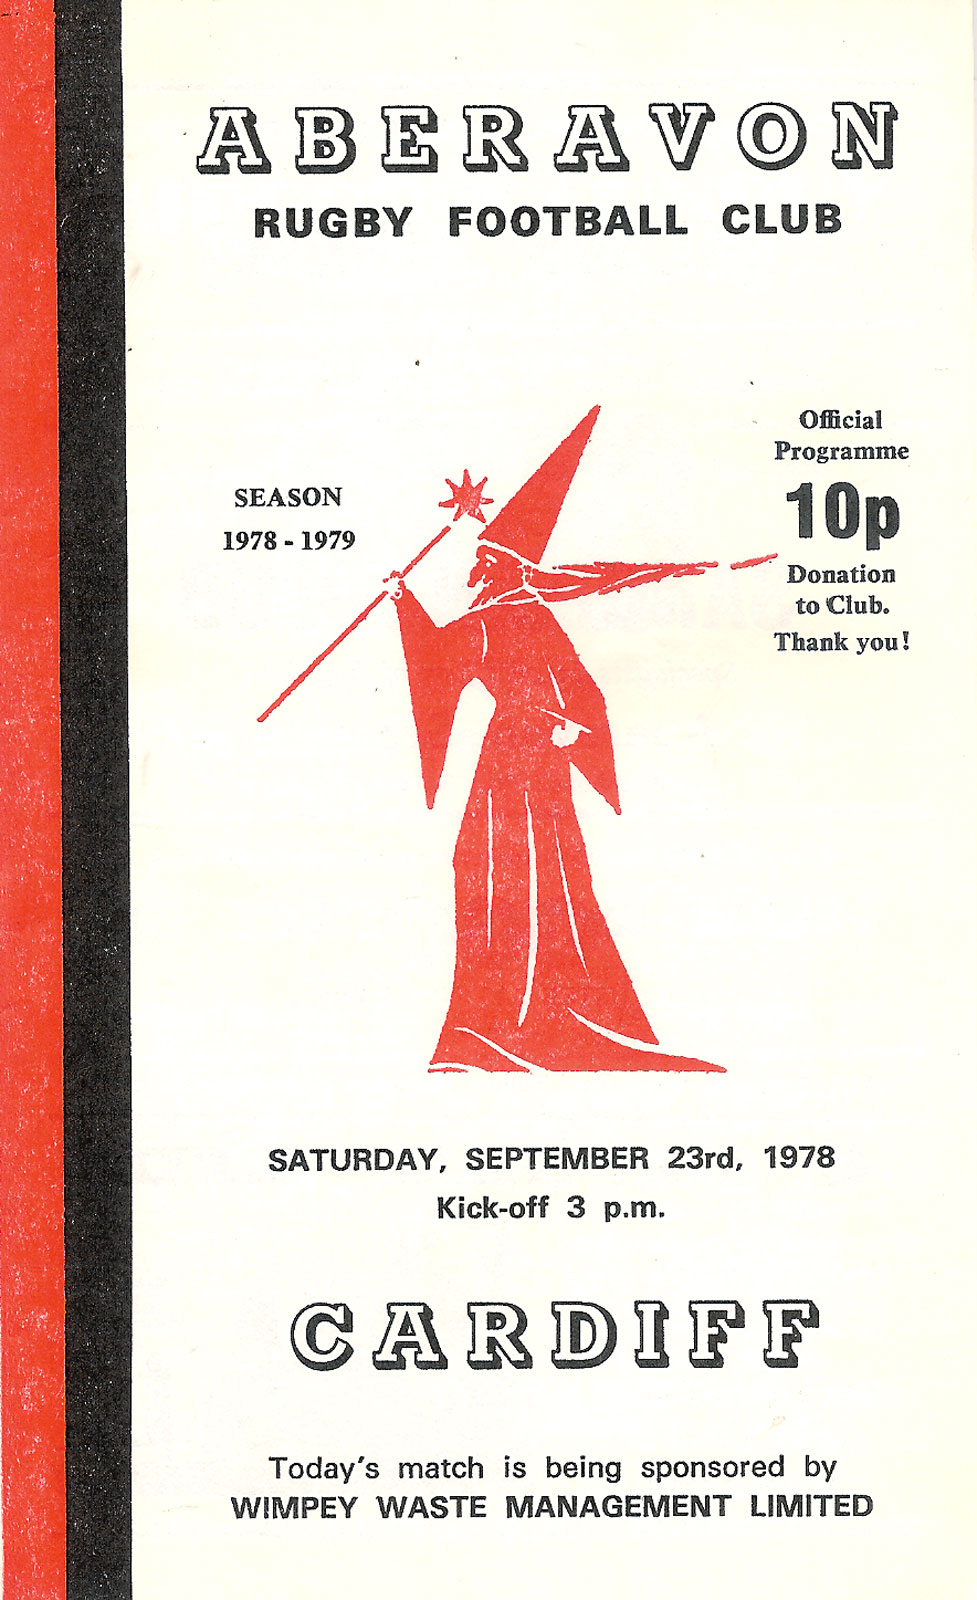 ABERAVON
RUGBY FOOTBALL CLUB
SEASON
1978 - 1979
Official
Programme
10p
Donation
to Club.
Thank you!
SATURDAY, SEPTEMBER 23rd, 1978
Kick-off 3 p.m.
CARDIFF
Today's match is being sponsored by
WIMPEY WASTE MANAGEMENT LIMITED